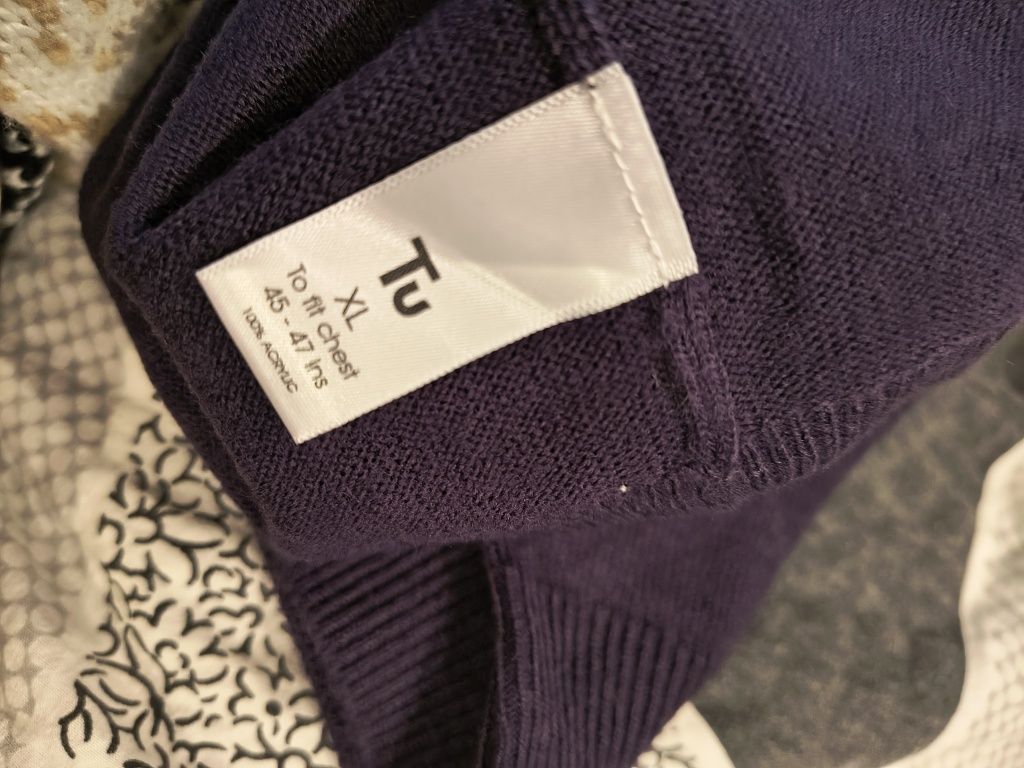 Tu
XL
To fit chest
45 - 47 Ins
100% ACRYLIC